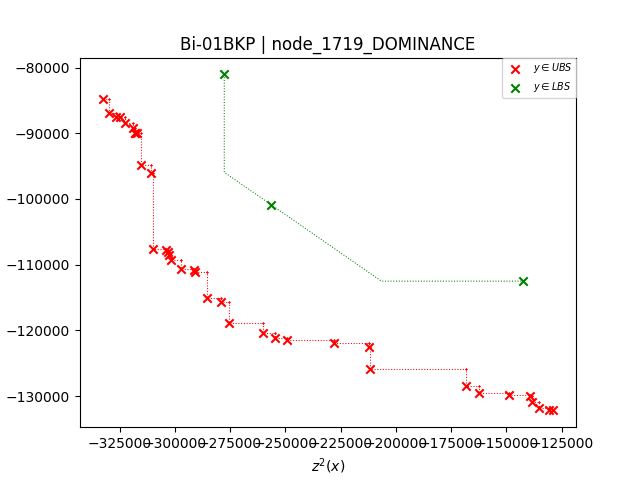 Bi-01BKP | node_1719_DOMINANCE
y ∈ UBS
y ∈ LBS
−80000
−90000
−100000
−110000
−120000
−130000
−325000 −300000 −275000 −250000 −225000 −200000 −175000 −150000 −125000
z²(x)